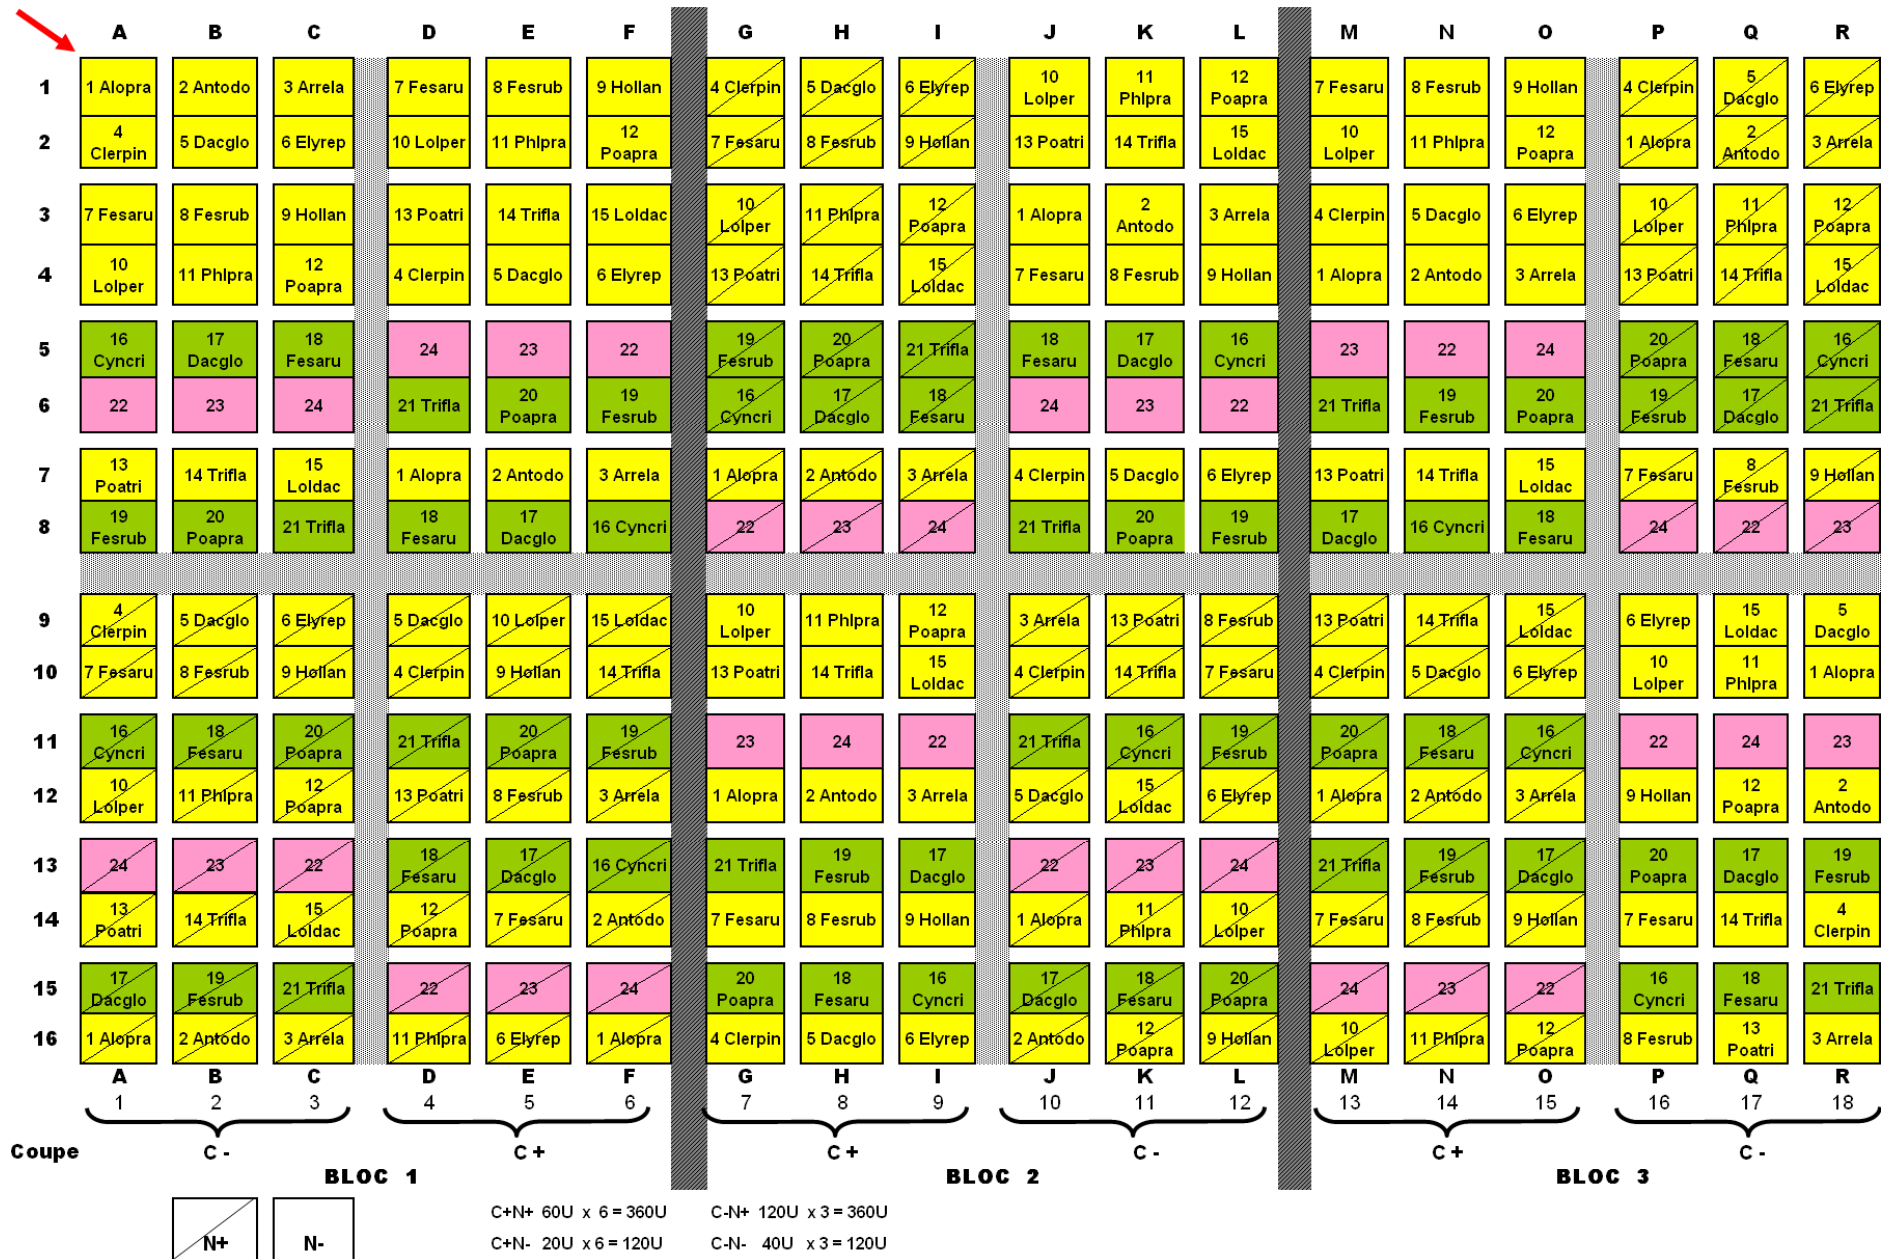 A B C D E F G H I J K L M N O P Q R
1 1 Alopra 2 Antodo 3 Arrela 7 Fesaru 8 Fesrub 9 Hollan 4 Clerpin 5 Dacglo 6 Elyrep 10 Lolper 11 Phlpra 12 Poapra 7 Fesaru 8 Fesrub 9 Hollan 4 Clerpin 5 Dacglo 6 Elyrep
2 4 Clerpin 5 Dacglo 6 Elyrep 10 Lolper 11 Phlpra 12 Poapra 7 Fesaru 8 Fesrub 9 Hollan 13 Poatri 14 Trifla 15 Loldac 10 Lolper 11 Phlpra 12 Poapra 1 Alopra 2 Antodo 3 Arrela
3 7 Fesaru 8 Fesrub 9 Hollan 13 Poatri 14 Trifla 15 Loldac 10 Lolper 11 Phlpra 12 Poapra 1 Alopra 2 Antodo 3 Arrela 4 Clerpin 5 Dacglo 6 Elyrep 10 Lolper 11 Phlpra 12 Poapra
4 10 Lolper 11 Phlpra 12 Poapra 4 Clerpin 5 Dacglo 6 Elyrep 13 Poatri 14 Trifla 15 Loldac 7 Fesaru 8 Fesrub 9 Hollan 1 Alopra 2 Antodo 3 Arrela 13 Poatri 14 Trifla 15 Loldac
5 16 Cyncri 17 Dacglo 18 Fesaru 24 23 22 19 Fesrub 20 Poapra 21 Trifla 18 Fesaru 17 Dacglo 16 Cyncri 23 22 24 20 Poapra 18 Fesaru 16 Cyncri
6 22 23 24 21 Trifla 20 Poapra 19 Fesrub 16 Cyncri 17 Dacglo 18 Fesaru 24 23 22 21 Trifla 19 Fesrub 20 Poapra 19 Fesrub 17 Dacglo 21 Trifla
7 13 Poatri 14 Trifla 15 Loldac 1 Alopra 2 Antodo 3 Arrela 1 Alopra 2 Antodo 3 Arrela 4 Clerpin 5 Dacglo 6 Elyrep 13 Poatri 14 Trifla 15 Loldac 7 Fesaru 8 Fesrub 9 Hollan
8 19 Fesrub 20 Poapra 21 Trifla 18 Fesaru 17 Dacglo 16 Cyncri 22 23 24 21 Trifla 20 Poapra 19 Fesrub 17 Dacglo 16 Cyncri 18 Fesaru 24 22 23
9 4 Clerpin 5 Dacglo 6 Elyrep 5 Dacglo 10 Lolper 15 Loldac 10 Lolper 11 Phlpra 12 Poapra 3 Arrela 13 Poatri 8 Fesrub 13 Poatri 14 Trifla 15 Loldac 6 Elyrep 15 Loldac 5 Dacglo
10 7 Fesaru 8 Fesrub 9 Hollan 4 Clerpin 9 Hollan 14 Trifla 13 Poatri 14 Trifla 15 Loldac 4 Clerpin 14 Trifla 7 Fesaru 4 Clerpin 5 Dacglo 6 Elyrep 10 Lolper 11 Phlpra 1 Alopra
11 16 Cyncri 18 Fesaru 20 Poapra 21 Trifla 20 Poapra 19 Fesrub 23 24 22 21 Trifla 16 Cyncri 19 Fesrub 20 Poapra 18 Fesaru 16 Cyncri 22 24 23
12 10 Lolper 11 Phlpra 12 Poapra 13 Poatri 8 Fesrub 3 Arrela 1 Alopra 2 Antodo 3 Arrela 5 Dacglo 15 Loldac 6 Elyrep 1 Alopra 2 Antodo 3 Arrela 9 Hollan 12 Poapra 2 Antodo
13 24 23 22 18 Fesaru 17 Dacglo 16 Cyncri 21 Trifla 19 Fesrub 17 Dacglo 22 23 24 21 Trifla 19 Fesrub 17 Dacglo 20 Poapra 17 Dacglo 19 Fesrub
14 13 Poatri 14 Trifla 15 Loldac 12 Poapra 7 Fesaru 2 Antodo 7 Fesaru 8 Fesrub 9 Hollan 1 Alopra 11 Phlpra 10 Lolper 7 Fesaru 8 Fesrub 9 Hollan 7 Fesaru 14 Trifla 4 Clerpin
15 17 Dacglo 19 Fesrub 21 Trifla 22 23 24 20 Poapra 18 Fesaru 16 Cyncri 17 Dacglo 18 Fesaru 20 Poapra 24 23 22 16 Cyncri 18 Fesaru 21 Trifla
16 1 Alopra 2 Antodo 3 Arrela 11 Phlpra 6 Elyrep 1 Alopra 4 Clerpin 5 Dacglo 6 Elyrep 2 Antodo 12 Poapra 9 Hollan 10 Lolper 11 Phlpra 12 Poapra 8 Fesrub 13 Poatri 3 Arrela
A B C D E F G H I J K L M N O P Q R
1 2 3 4 5 6 7 8 9 10 11 12 13 14 15 16 17 18
Coupe C - C + C + C - C + C -
BLOC 1 BLOC 2 BLOC 3
N+ N-
C+N+ 60U x 6 = 360U C-N+ 120U x 3 = 360U
C+N- 20U x 6 = 120U C-N- 40U x 3 = 120U